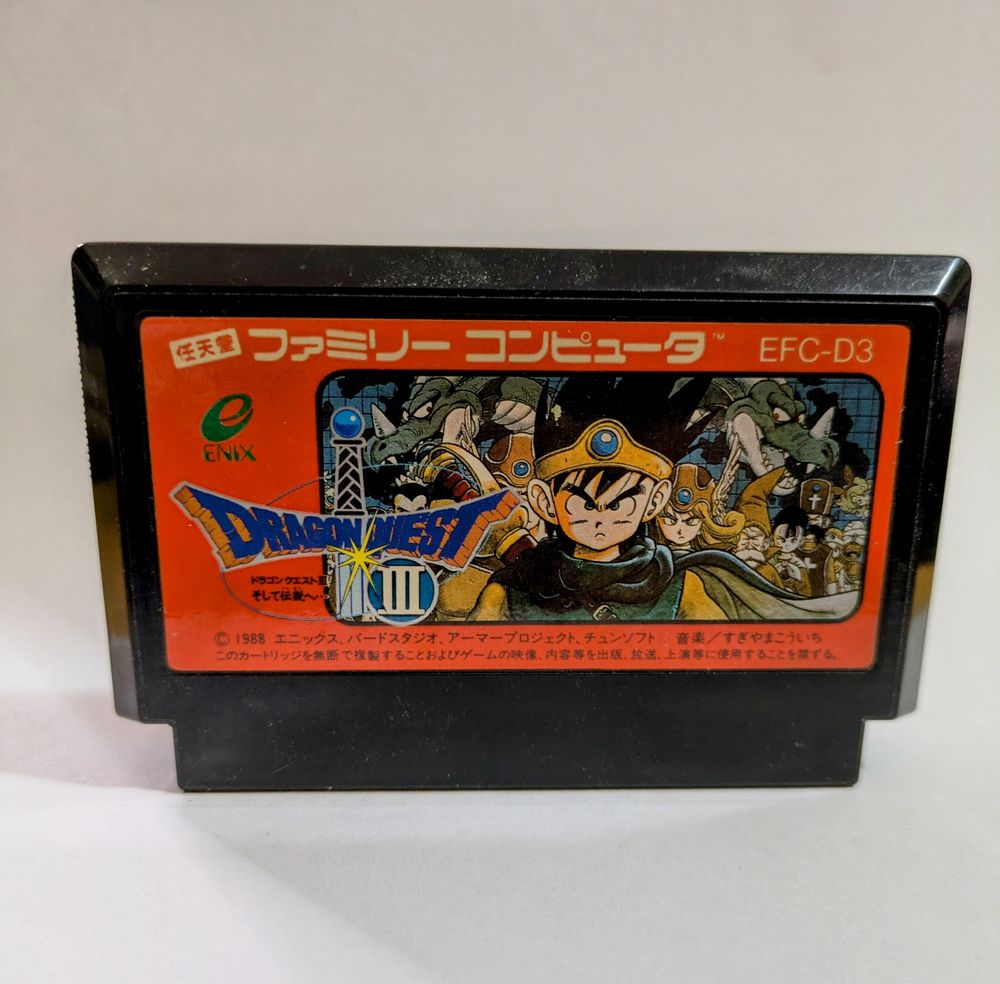 任天堂 ファミリー コンピュータ™ EFC-D3
ENIX
DRAGON QUEST
III
ドラゴンクエストIII
そして伝説へ…
© 1988 エニックス、バードスタジオ、アーマープロジェクト、チュンソフト 音楽/すぎやまこういち
このカートリッジを無断で複製することおよびゲームの映像、内容等を出版、放送、上演等に使用することを禁ずる。